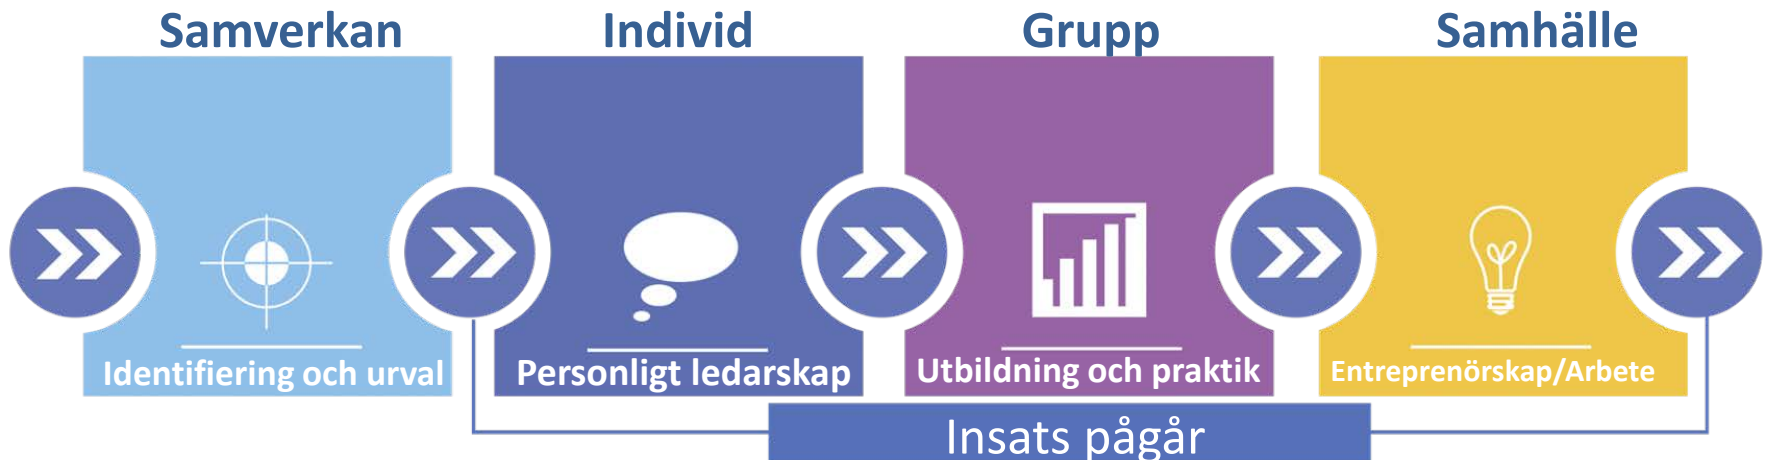 Samverkan
Individ
Grupp
Samhälle
Identifiering och urval
Personligt ledarskap
Utbildning och praktik
Entreprenörskap/Arbete
Insats pågår